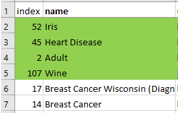 index name
1
2 52 Iris
3 45 Heart Disease
4 2 Adult
5 107 Wine
6 17 Breast Cancer Wisconsin (Diagn
7 14 Breast Cancer